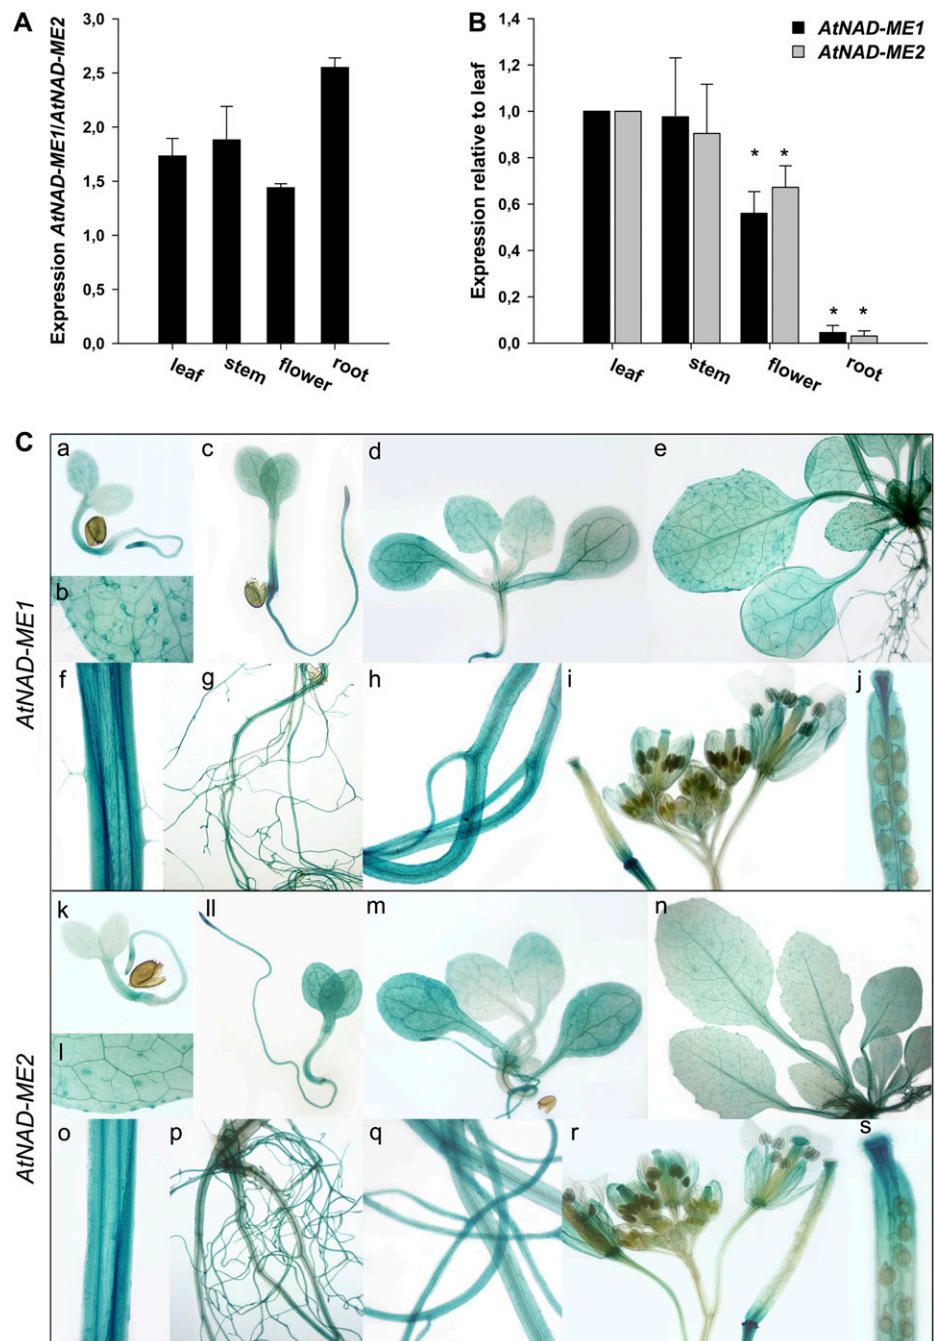 A
Expression AtNAD-ME1/AtNAD-ME2
3,0
2,5
2,0
1,5
1,0
0,5
0,0
leaf
stem
flower
root
B
Expression relative to leaf
1,4
1,2
1,0
0,8
0,6
0,4
0,2
0,0
AtNAD-ME1
AtNAD-ME2
* *
* *
leaf
stem
flower
root
C
AtNAD-ME1
a
b
c
d
e
f
g
h
i
j
AtNAD-ME2
k
l
ll
m
n
o
p
q
r
s